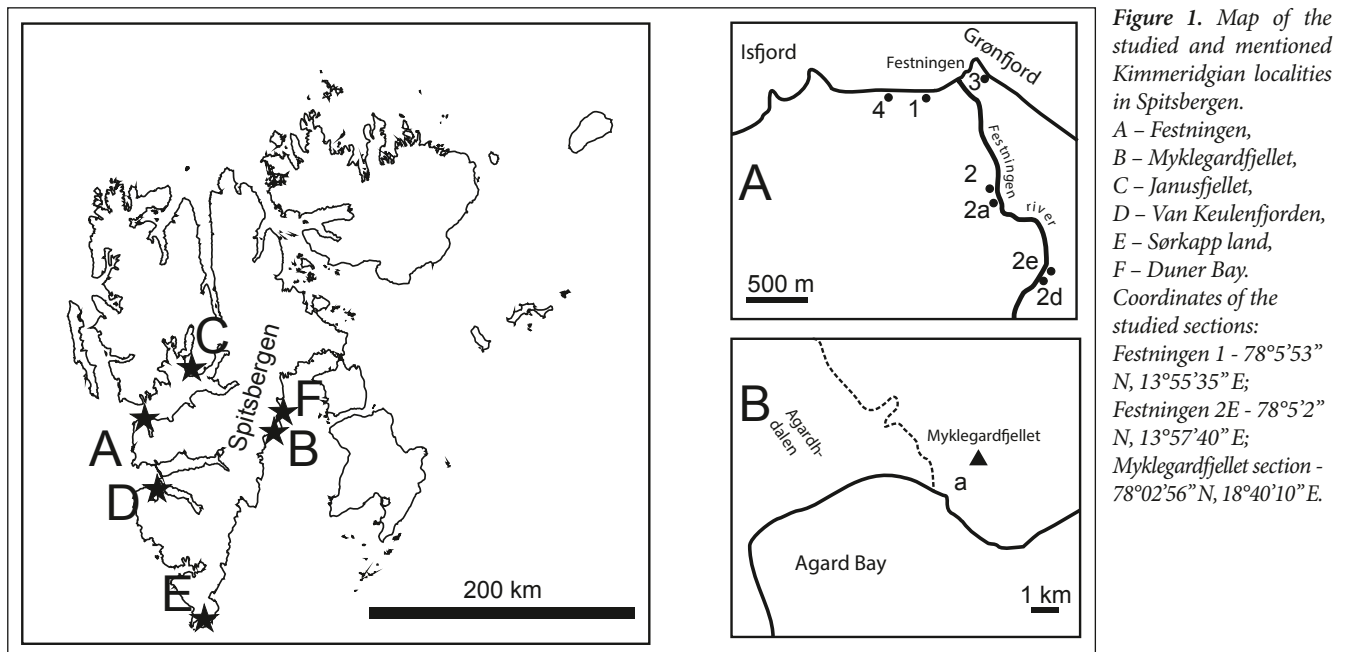 C
Spitsbergen
F
A
B
D
E
200 km
Isfjord
Festningen
Grønfjord
3
4
1
Festningen
river
2
2a
2e
2d
A
500 m
B
Agardh-
dalen
Myklegardfjellet
a
Agard Bay
1 km
Figure 1. Map of the
studied and mentioned
Kimmeridgian localities
in Spitsbergen.
A – Festningen,
B – Myklegardfjellet,
C – Janusfjellet,
D – Van Keulenfjorden,
E – Sørkapp land,
F – Duner Bay.
Coordinates of the
studied sections:
Festningen 1 - 78°5’53”
N, 13°55’35” E;
Festningen 2E - 78°5’2”
N, 13°57’40” E;
Myklegardfjellet section -
78°02’56” N, 18°40’10” E.